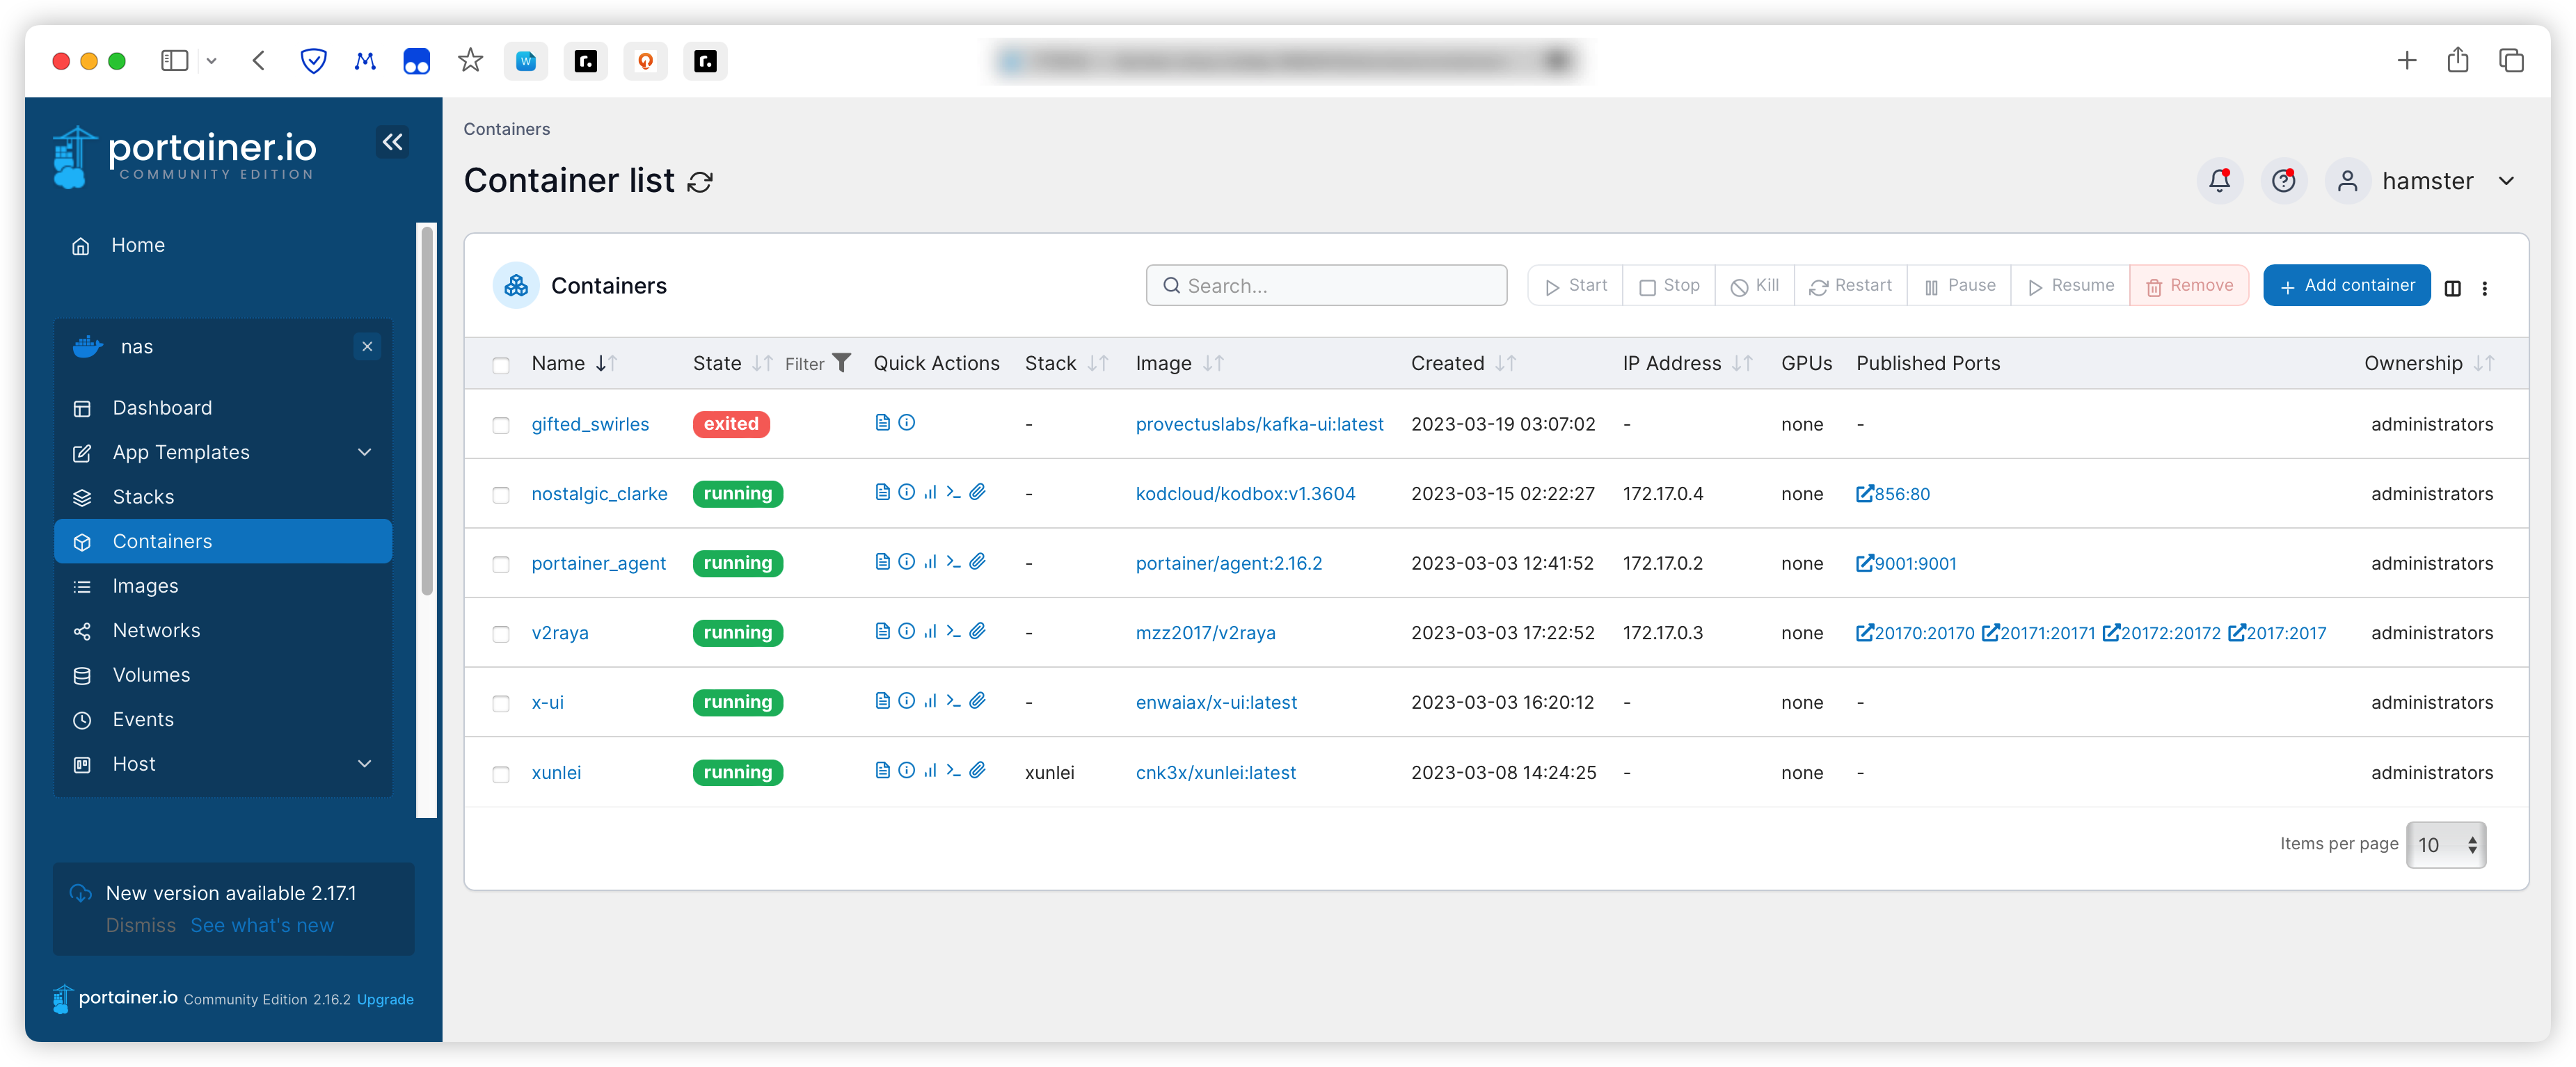 portainer.io
COMMUNITY EDITION
Home
nas
Dashboard
App Templates
Stacks
Containers
Images
Networks
Volumes
Events
Host
New version available 2.17.1
Dismiss See what's new
portainer.io Community Edition 2.16.2 Upgrade
Containers
Container list
hamster
Containers
Search...
Start Stop Kill Restart Pause Resume Remove
Add container
Name State Filter Quick Actions Stack Image Created IP Address GPUs Published Ports Ownership
gifted_swirles exited - provectuslabs/kafka-ui:latest 2023-03-19 03:07:02 - none - administrators
nostalgic_clarke running - kodcloud/kodbox:v1.3604 2023-03-15 02:22:27 172.17.0.4 none 856:80 administrators
portainer_agent running - portainer/agent:2.16.2 2023-03-03 12:41:52 172.17.0.2 none 9001:9001 administrators
v2raya running - mzz2017/v2raya 2023-03-03 17:22:52 172.17.0.3 none 20170:20170 20171:20171 20172:20172 2017:2017 administrators
x-ui running - enwaiax/x-ui:latest 2023-03-03 16:20:12 - none - administrators
xunlei running xunlei cnk3x/xunlei:latest 2023-03-08 14:24:25 - none - administrators
Items per page 10